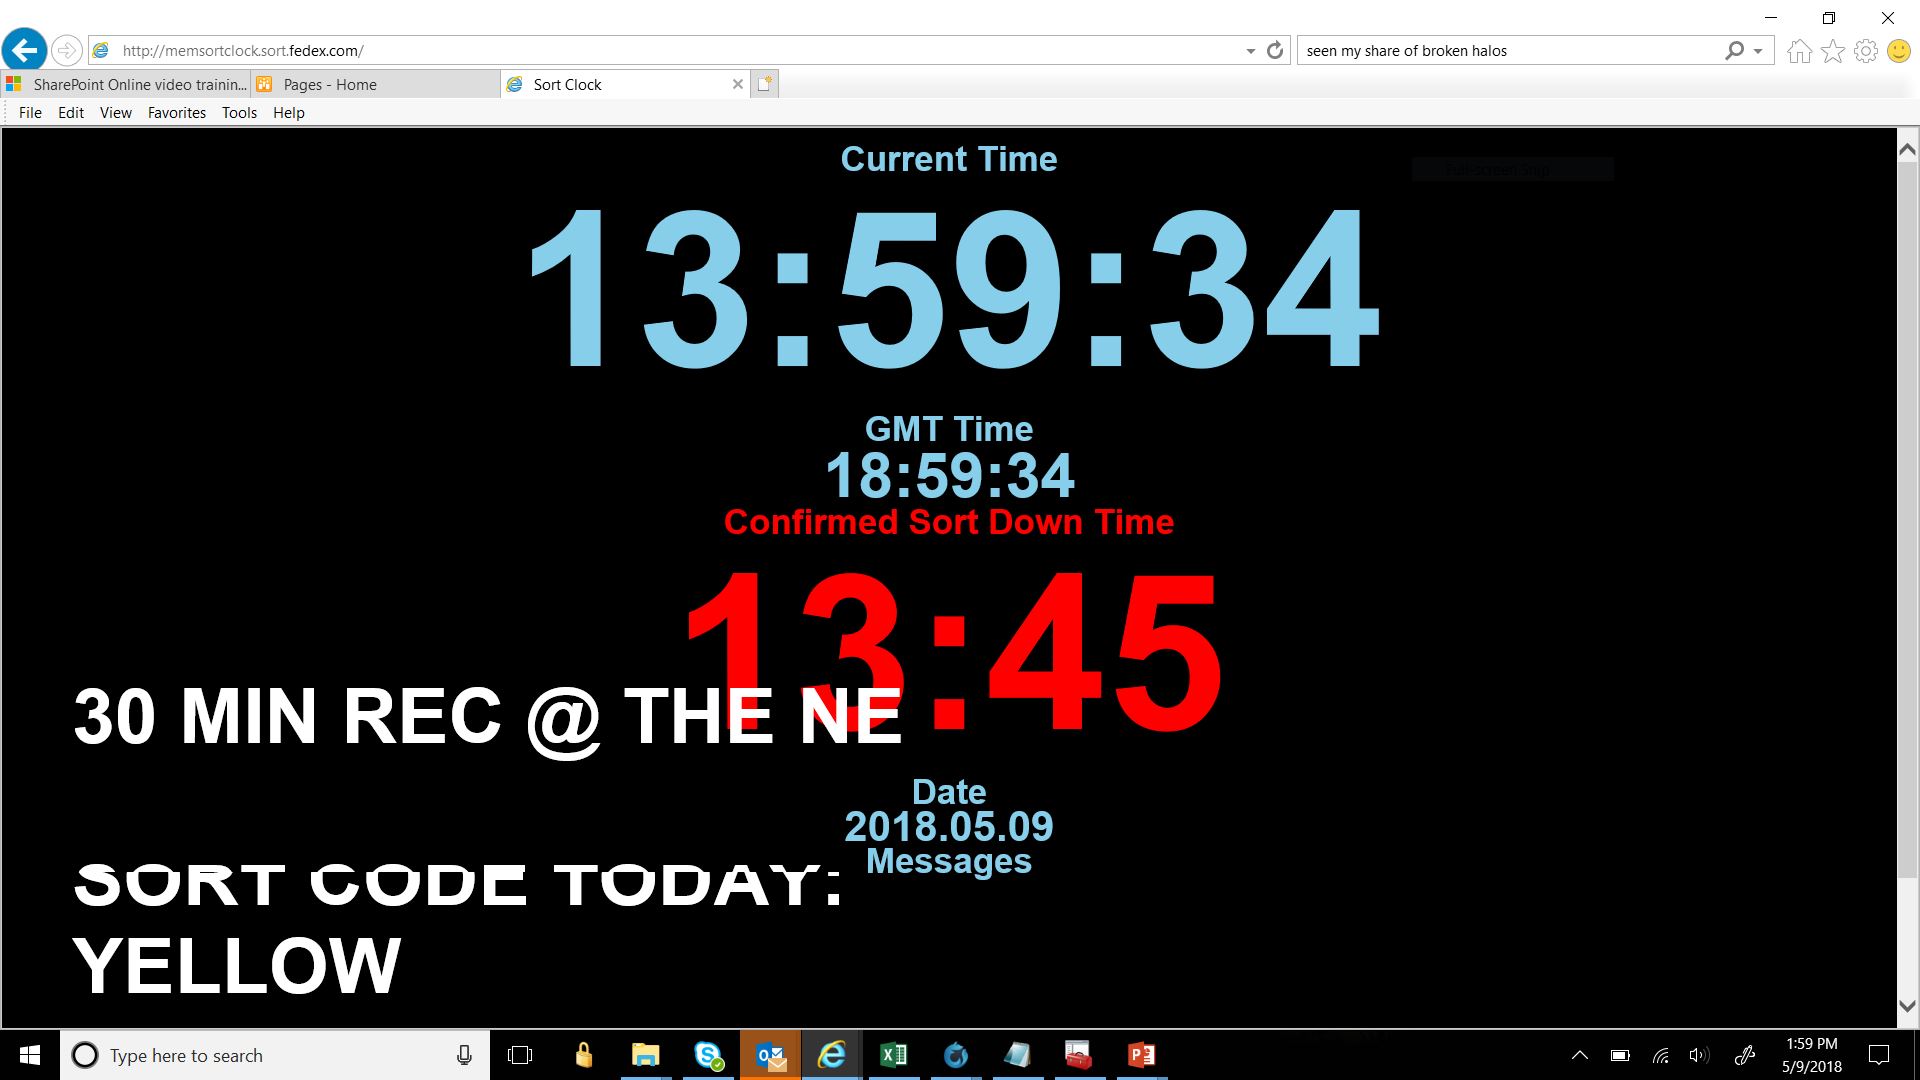 http://memsortclock.sort.fedex.com/
seen my share of broken halos
SharePoint Online video trainin...
Pages - Home
Sort Clock
File Edit View Favorites Tools Help
Current Time
Full-screen Snip
13:59:34
GMT Time
18:59:34
Confirmed Sort Down Time
13:45
30 MIN REC @ THE NE
Date
2018.05.09
Messages
SORT CODE TODAY:
YELLOW
Type here to search
1:59 PM
5/9/2018